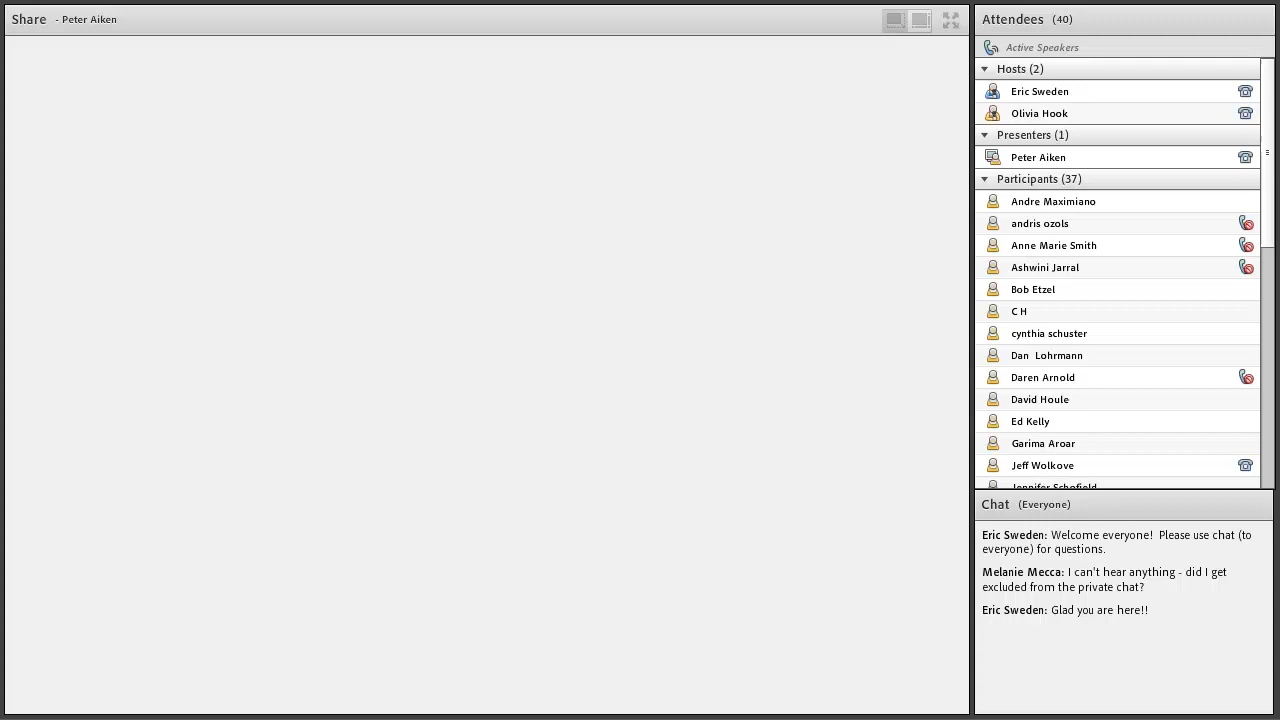 Share - Peter Aiken
Attendees (40)
Active Speakers
Hosts (2)
Eric Sweden
Olivia Hook
Presenters (1)
Peter Aiken
Participants (37)
Andre Maximiano
andris ozols
Anne Marie Smith
Ashwini Jarral
Bob Etzel
C H
cynthia schuster
Dan  Lohrmann
Daren Arnold
David Houle
Ed Kelly
Garima Aroar
Jeff Wolkove
Jennifer Schofield
Chat (Everyone)
Eric Sweden: Welcome everyone!  Please use chat (to
everyone) for questions.
Melanie Mecca: I can't hear anything - did I get
excluded from the private chat?
Eric Sweden: Glad you are here!!